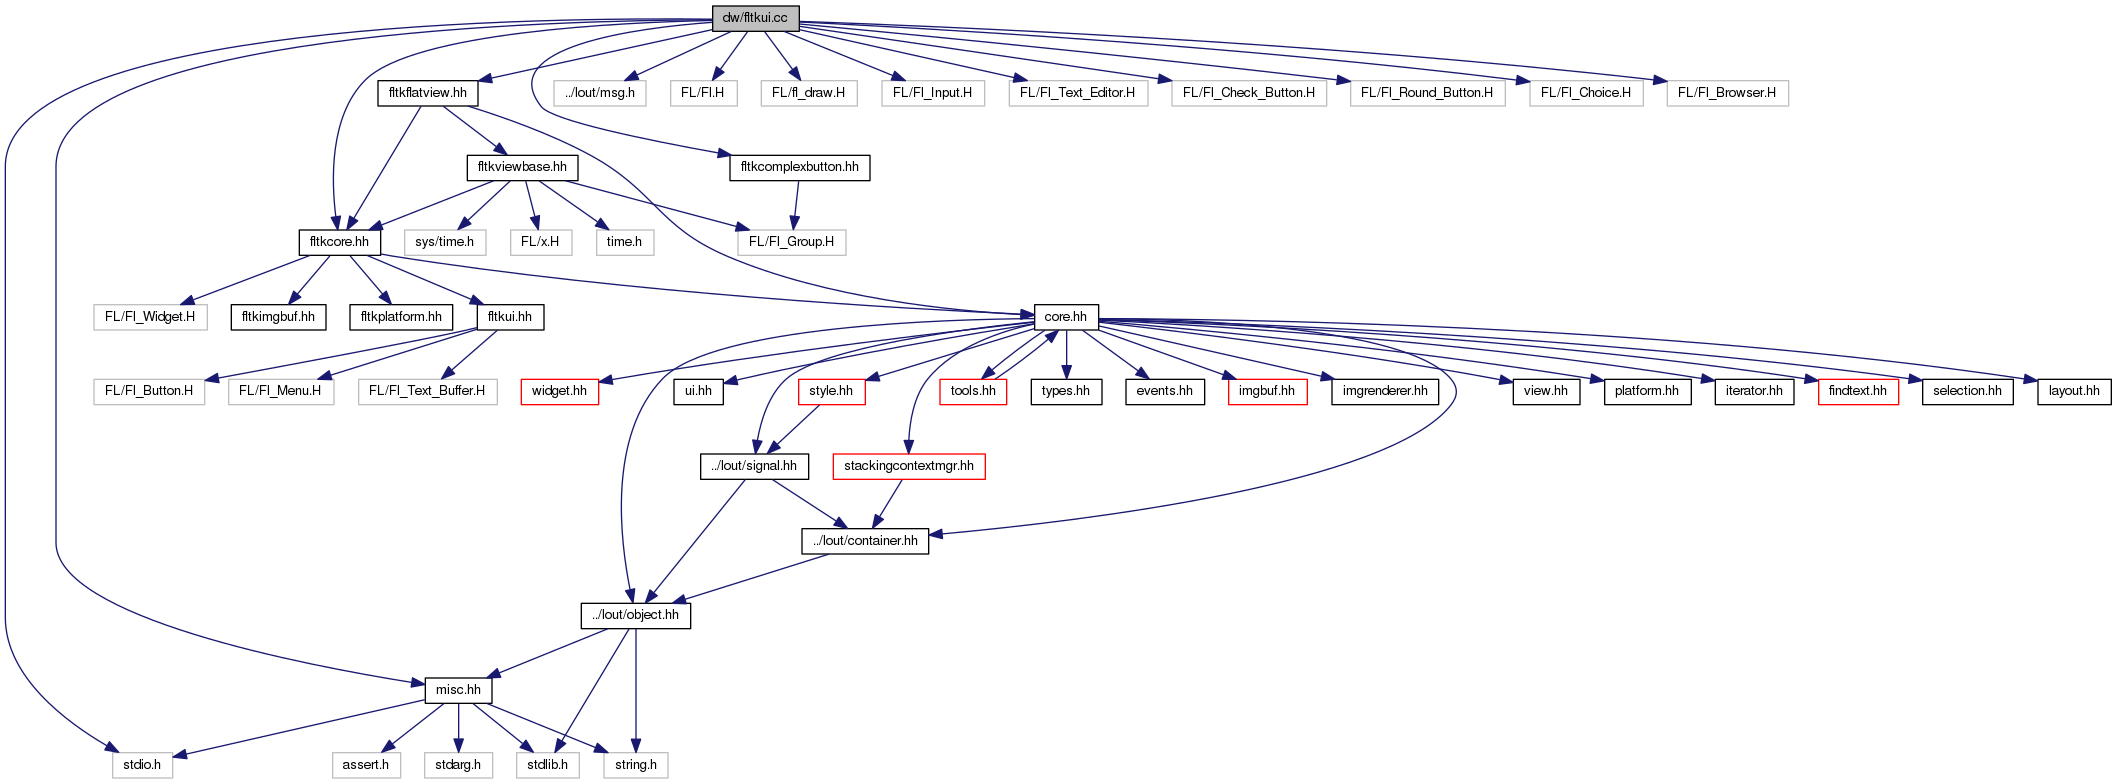 dw/fltkui.cc
fltkflatview.hh
../lout/msg.h
FL/Fl.H
FL/fl_draw.H
FL/Fl_Input.H
FL/Fl_Text_Editor.H
FL/Fl_Check_Button.H
FL/Fl_Round_Button.H
FL/Fl_Choice.H
FL/Fl_Browser.H
fltkviewbase.hh
fltkcomplexbutton.hh
fltkcore.hh
sys/time.h
FL/x.H
time.h
FL/Fl_Group.H
FL/Fl_Widget.H
fltkimgbuf.hh
fltkplatform.hh
fltkui.hh
core.hh
FL/Fl_Button.H
FL/Fl_Menu.H
FL/Fl_Text_Buffer.H
widget.hh
ui.hh
style.hh
tools.hh
types.hh
events.hh
imgbuf.hh
imgrenderer.hh
view.hh
platform.hh
iterator.hh
findtext.hh
selection.hh
layout.hh
../lout/signal.hh
stackingcontextmgr.hh
../lout/container.hh
../lout/object.hh
misc.hh
stdio.h
assert.h
stdarg.h
stdlib.h
string.h